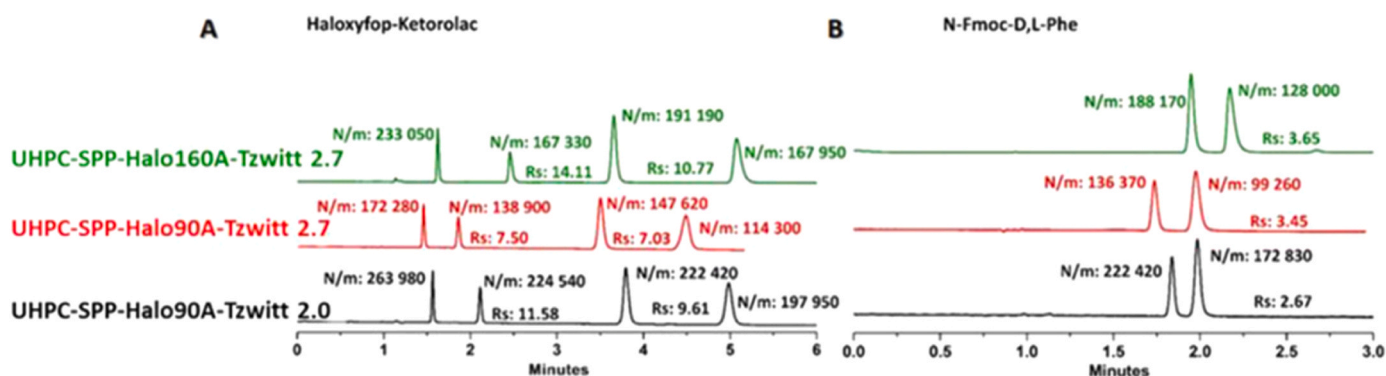 A Haloxyfop-Ketorolac
B N-Fmoc-D,L-Phe
UHPC-SPP-Halo160A-Tzwitt 2.7
N/m: 233 050
N/m: 167 330
Rs: 14.11
N/m: 191 190
Rs: 10.77
N/m: 167 950
N/m: 188 170
N/m: 128 000
Rs: 3.65
UHPC-SPP-Halo90A-Tzwitt 2.7
N/m: 172 280
N/m: 138 900
Rs: 7.50
N/m: 147 620
Rs: 7.03
N/m: 114 300
N/m: 136 370
N/m: 99 260
Rs: 3.45
UHPC-SPP-Halo90A-Tzwitt 2.0
N/m: 263 980
N/m: 224 540
Rs: 11.58
N/m: 222 420
Rs: 9.61
N/m: 197 950
N/m: 222 420
N/m: 172 830
Rs: 2.67
0 1 2 3 4 5 6
Minutes
0.0 0.5 1.0 1.5 2.0 2.5 3.0
Minutes